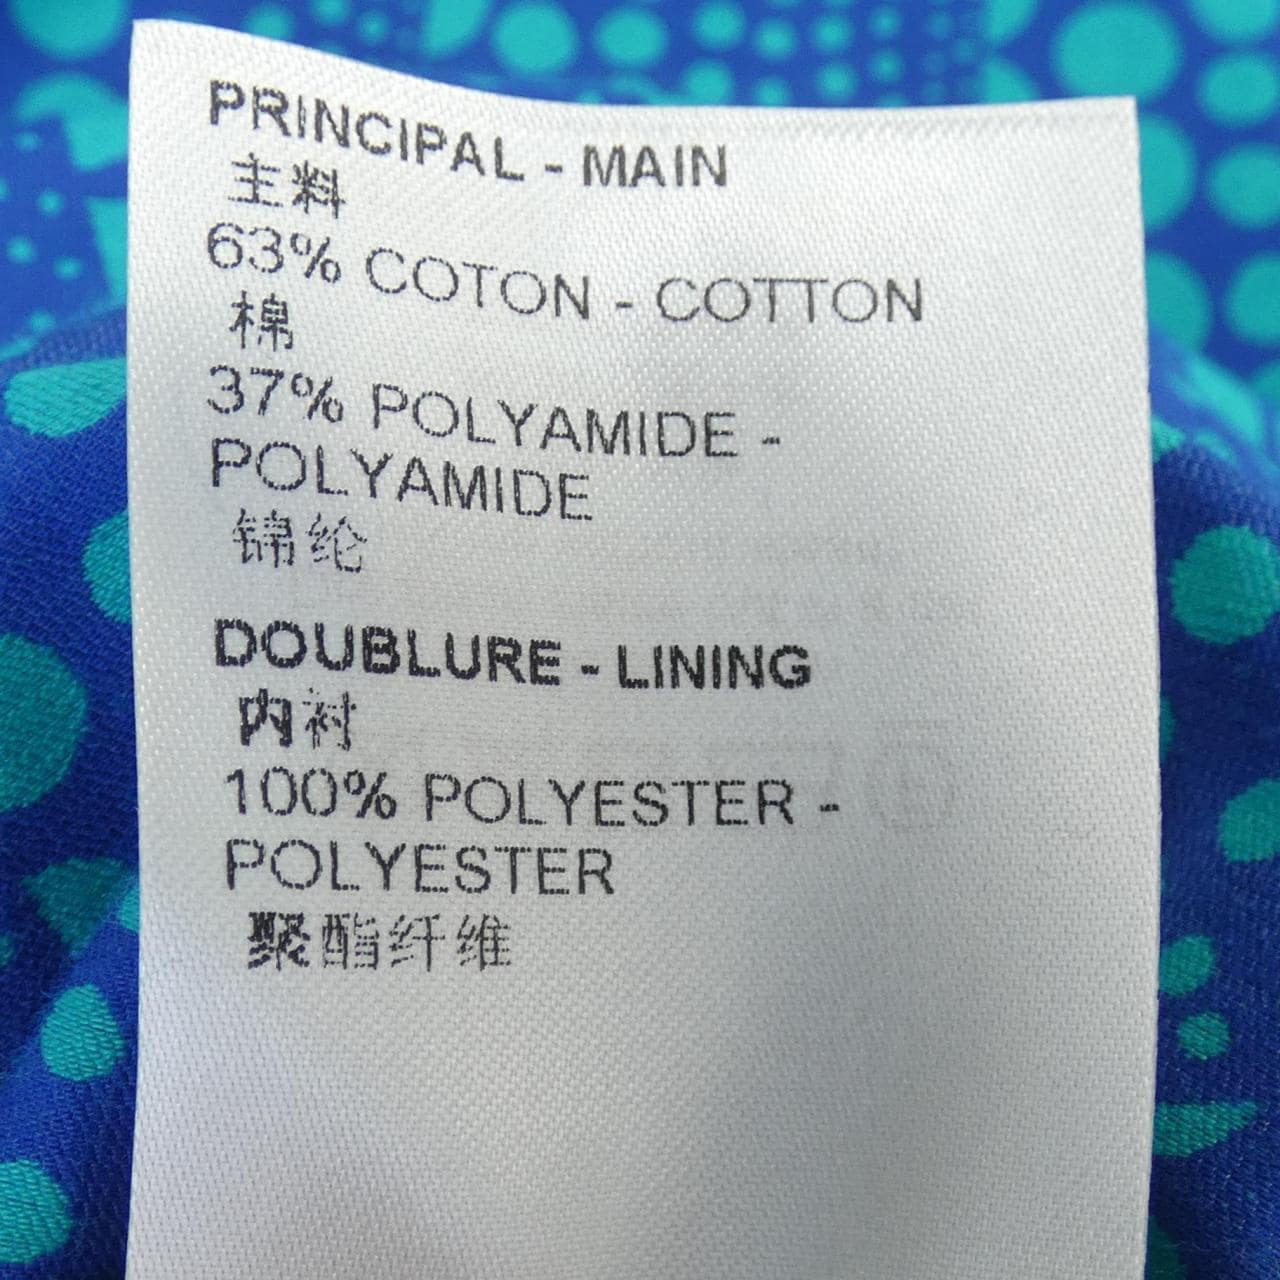 PRINCIPAL - MAIN
主料
63% COTON - COTTON
棉
37% POLYAMIDE -
POLYAMIDE
锦纶
DOUBLURE - LINING
内衬
100% POLYESTER -
POLYESTER
聚酯纤维